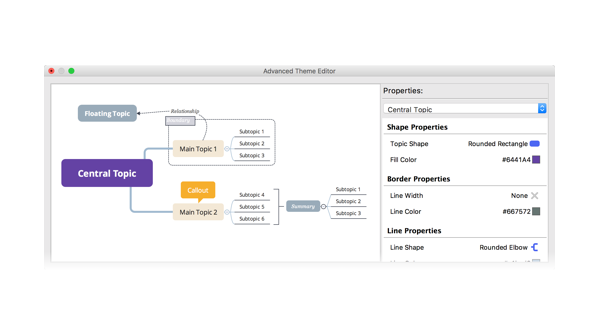 Advanced Theme Editor
Properties:
Central Topic
Shape Properties
Topic Shape Rounded Rectangle
Fill Color #6441A4
Border Properties
Line Width None
Line Color #667572
Line Properties
Line Shape Rounded Elbow
Floating Topic
Relationship
Boundary
Main Topic 1
Subtopic 1
Subtopic 2
Subtopic 3
Central Topic
Callout
Main Topic 2
Subtopic 4
Subtopic 5
Subtopic 6
Summary
Subtopic 1
Subtopic 2
Subtopic 3